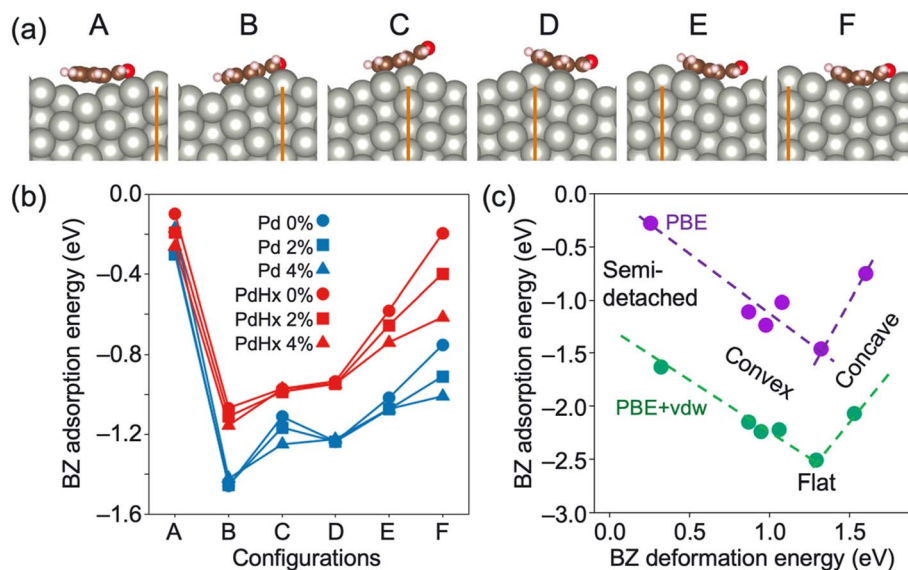 (a)
A B C D E F
(b)
0.0
−0.4
−0.8
−1.2
−1.6
BZ adsorption energy (eV)
Pd 0%
Pd 2%
Pd 4%
PdHx 0%
PdHx 2%
PdHx 4%
A B C D E F
Configurations
(c)
0.0
−0.5
−1.0
−1.5
−2.0
−2.5
−3.0
BZ adsorption energy (eV)
PBE
Semi-
detached
Convex
Concave
PBE+vdw
Flat
0.0 0.5 1.0 1.5
BZ deformation energy (eV)